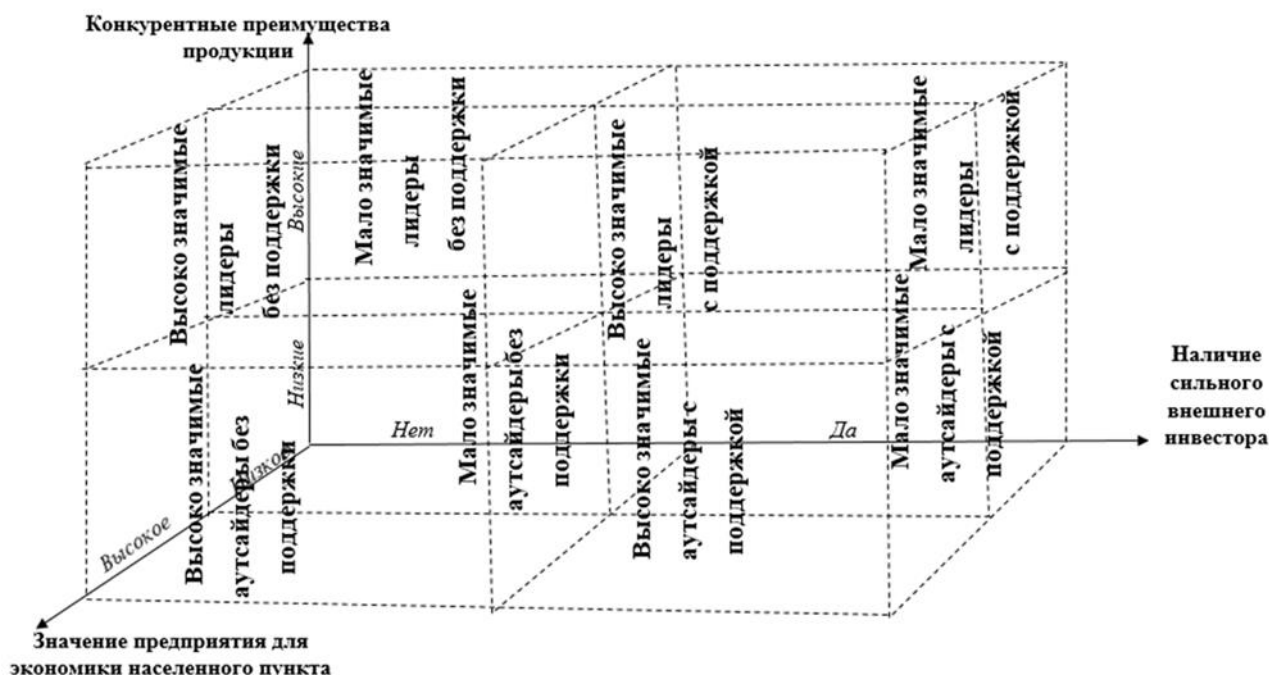 Конкурентные преимущества
продукции
Высоко значимые
лидеры
без поддержки
Высокие
Мало значимые
лидеры
без поддержки
Высоко значимые
лидеры
с поддержкой
Мало значимые
лидеры
с поддержкой
Низкие
Высоко значимые
аутсайдеры без
поддержки
Мало значимые
аутсайдеры без
поддержки
Высоко значимые
аутсайдеры с
поддержкой
Мало значимые
аутсайдеры с
поддержкой
Нет
Да
Наличие
сильного
внешнего
инвестора
Низкое
Высокое
Значение предприятия для
экономики населенного пункта